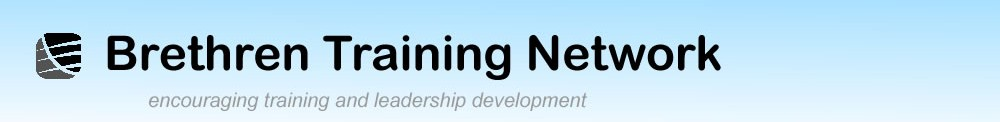 Brethren Training Network
encouraging training and leadership development